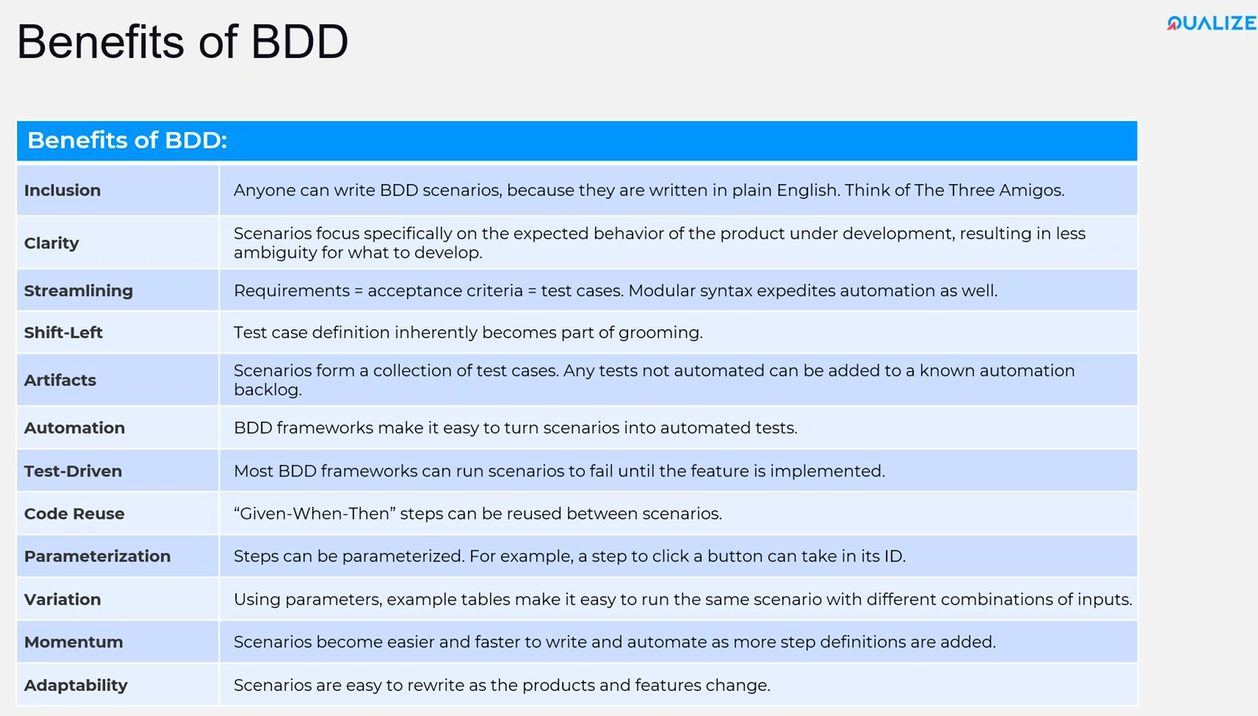 Benefits of BDD
QUALIZE
Benefits of BDD:
Inclusion
Anyone can write BDD scenarios, because they are written in plain English. Think of The Three Amigos.
Clarity
Scenarios focus specifically on the expected behavior of the product under development, resulting in less
ambiguity for what to develop.
Streamlining
Requirements = acceptance criteria = test cases. Modular syntax expedites automation as well.
Shift-Left
Test case definition inherently becomes part of grooming.
Artifacts
Scenarios form a collection of test cases. Any tests not automated can be added to a known automation
backlog.
Automation
BDD frameworks make it easy to turn scenarios into automated tests.
Test-Driven
Most BDD frameworks can run scenarios to fail until the feature is implemented.
Code Reuse
“Given-When-Then” steps can be reused between scenarios.
Parameterization
Steps can be parameterized. For example, a step to click a button can take in its ID.
Variation
Using parameters, example tables make it easy to run the same scenario with different combinations of inputs.
Momentum
Scenarios become easier and faster to write and automate as more step definitions are added.
Adaptability
Scenarios are easy to rewrite as the products and features change.